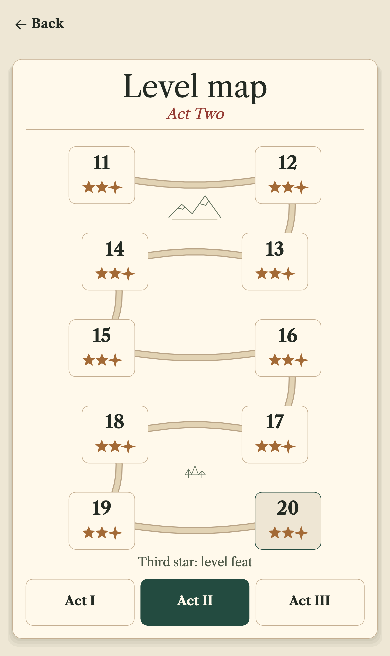 ← Back
Level map
Act Two
11 12
14 13
15 16
18 17
19 20
Third star: level feat
Act I Act II Act III